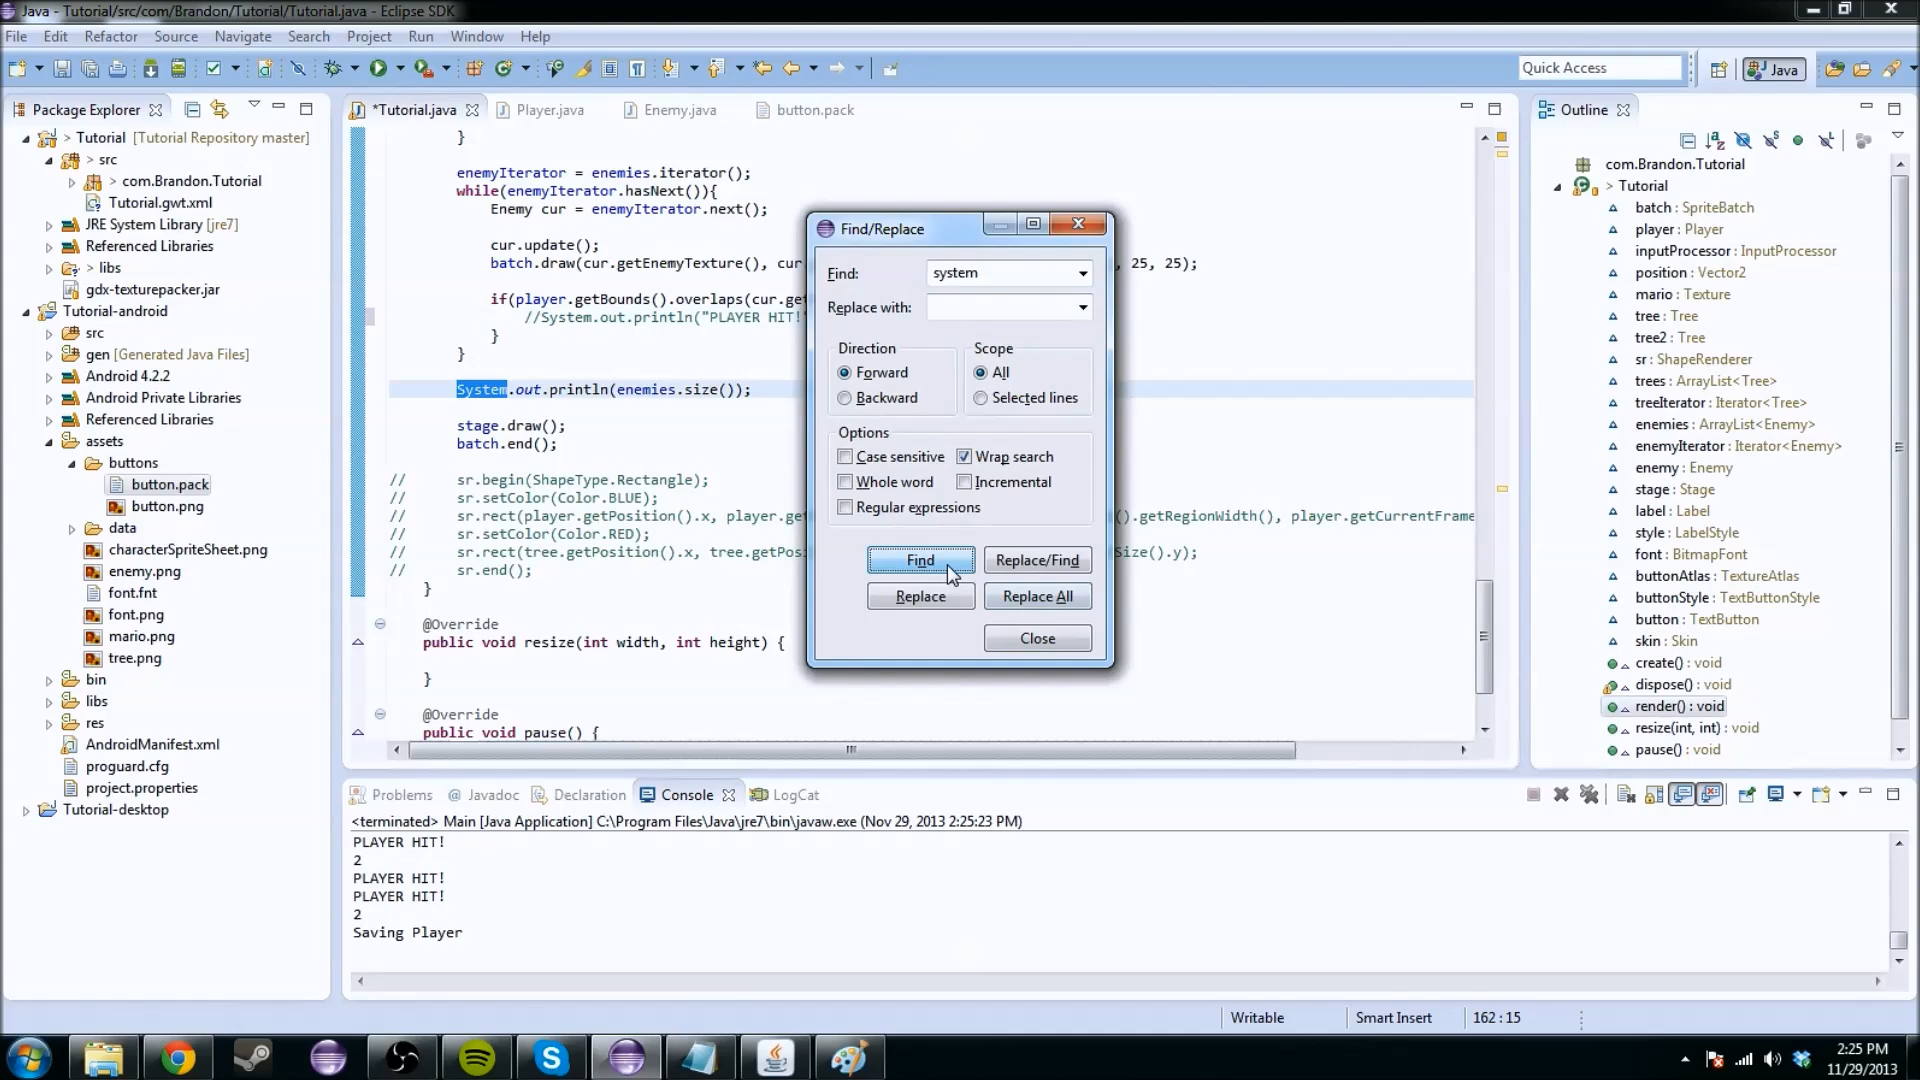 Java - Tutorial/src/com/Brandon/Tutorial/Tutorial.java - Eclipse SDK
File Edit Refactor Source Navigate Search Project Run Window Help
Quick Access
Java
Package Explorer
Tutorial [Tutorial Repository master]
> src
> com.Brandon.Tutorial
Tutorial.gwt.xml
JRE System Library [jre7]
Referenced Libraries
> libs
gdx-texturepacker.jar
Tutorial-android
src
gen [Generated Java Files]
Android 4.2.2
Android Private Libraries
Referenced Libraries
assets
buttons
button.pack
button.png
data
characterSpriteSheet.png
enemy.png
font.fnt
font.png
mario.png
tree.png
bin
libs
res
AndroidManifest.xml
proguard.cfg
project.properties
Tutorial-desktop
*Tutorial.java Player.java Enemy.java button.pack
}
enemyIterator = enemies.iterator();
while(enemyIterator.hasNext()){
Enemy cur = enemyIterator.next();
cur.update();
batch.draw(cur.getEnemyTexture(), cur , 25, 25);
if(player.getBounds().overlaps(cur.ge
//System.out.println("PLAYER HIT!
}
}
System.out.println(enemies.size());
stage.draw();
batch.end();
// sr.begin(ShapeType.Rectangle);
// sr.setColor(Color.BLUE);
// sr.rect(player.getPosition().x, player.ge ().getRegionWidth(), player.getCurrentFrame
// sr.setColor(Color.RED);
// sr.rect(tree.getPosition().x, tree.getPos Size().y);
// sr.end();
}
@Override
public void resize(int width, int height) {
}
@Override
public void pause() {
Find/Replace
Find: system
Replace with:
Direction
Forward
Backward
Scope
All
Selected lines
Options
Case sensitive Wrap search
Whole word Incremental
Regular expressions
Find Replace/Find
Replace Replace All
Close
Outline
com.Brandon.Tutorial
> Tutorial
batch : SpriteBatch
player : Player
inputProcessor : InputProcessor
position : Vector2
mario : Texture
tree : Tree
tree2 : Tree
sr : ShapeRenderer
trees : ArrayList<Tree>
treeIterator : Iterator<Tree>
enemies : ArrayList<Enemy>
enemyIterator : Iterator<Enemy>
enemy : Enemy
stage : Stage
label : Label
style : LabelStyle
font : BitmapFont
buttonAtlas : TextureAtlas
buttonStyle : TextButtonStyle
button : TextButton
skin : Skin
create() : void
dispose() : void
render() : void
resize(int, int) : void
pause() : void
Problems @ Javadoc Declaration Console LogCat
<terminated> Main [Java Application] C:\Program Files\Java\jre7\bin\javaw.exe (Nov 29, 2013 2:25:23 PM)
PLAYER HIT!
2
PLAYER HIT!
PLAYER HIT!
2
Saving Player
Writable Smart Insert 162 : 15
2:25 PM
11/29/2013